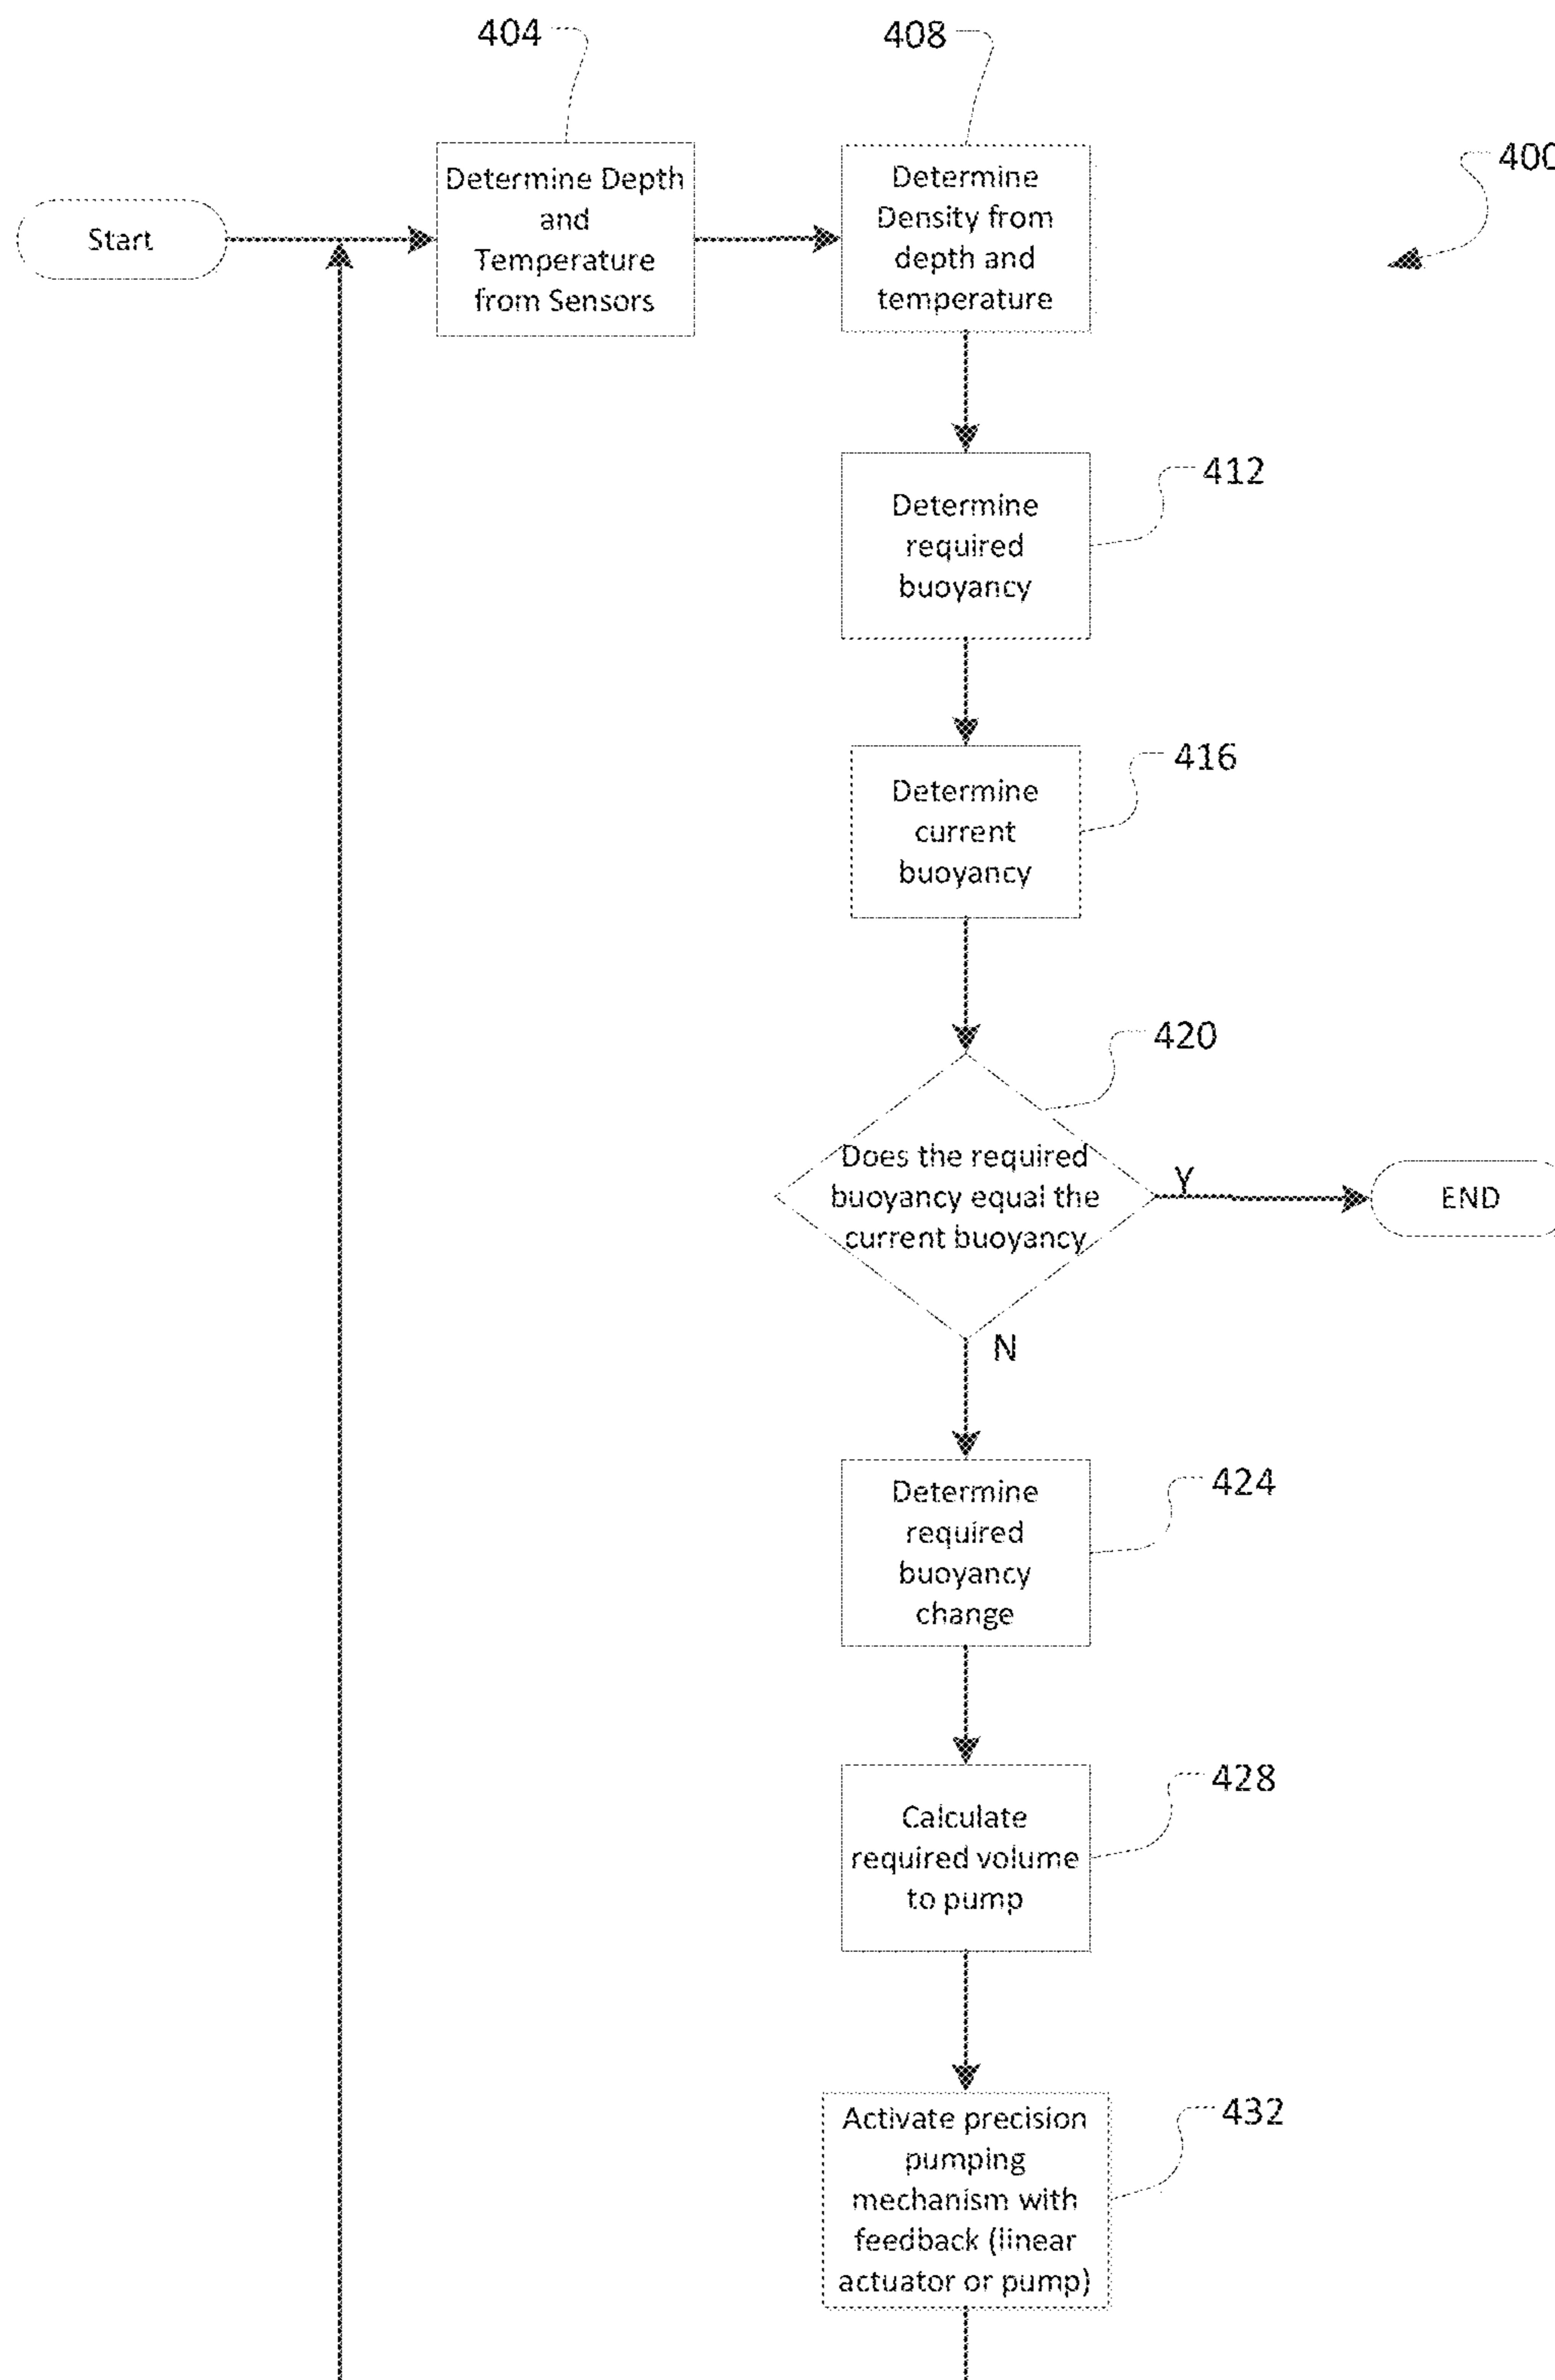 404
408
400
Start
Determine Depth
and
Temperature
from Sensors
Determine
Density from
depth and
temperature
412
Determine
required
buoyancy
416
Determine
current
buoyancy
420
Does the required
buoyancy equal the
current buoyancy
Y
END
N
424
Determine
required
buoyancy
change
428
Calculate
required volume
to pump
432
Activate precision
pumping
mechanism with
feedback (linear
actuator or pump)